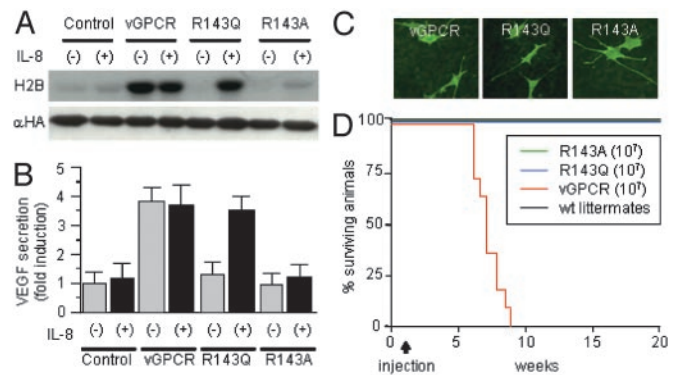 A
Control vGPCR R143Q R143A
IL-8 (-) (+) (-) (+) (-) (+) (-) (+)
H2B
αHA
B
VEGF secretion
(fold induction)
5
4
3
2
1
0
IL-8 (-) (+) (-) (+) (-) (+) (-) (+)
Control vGPCR R143Q R143A
C
vGPCR R143Q R143A
D
% surviving animals
100
75
50
25
0
R143A (10⁷)
R143Q (10⁷)
vGPCR (10⁷)
wt littermates
0 5 10 15 20
injection weeks